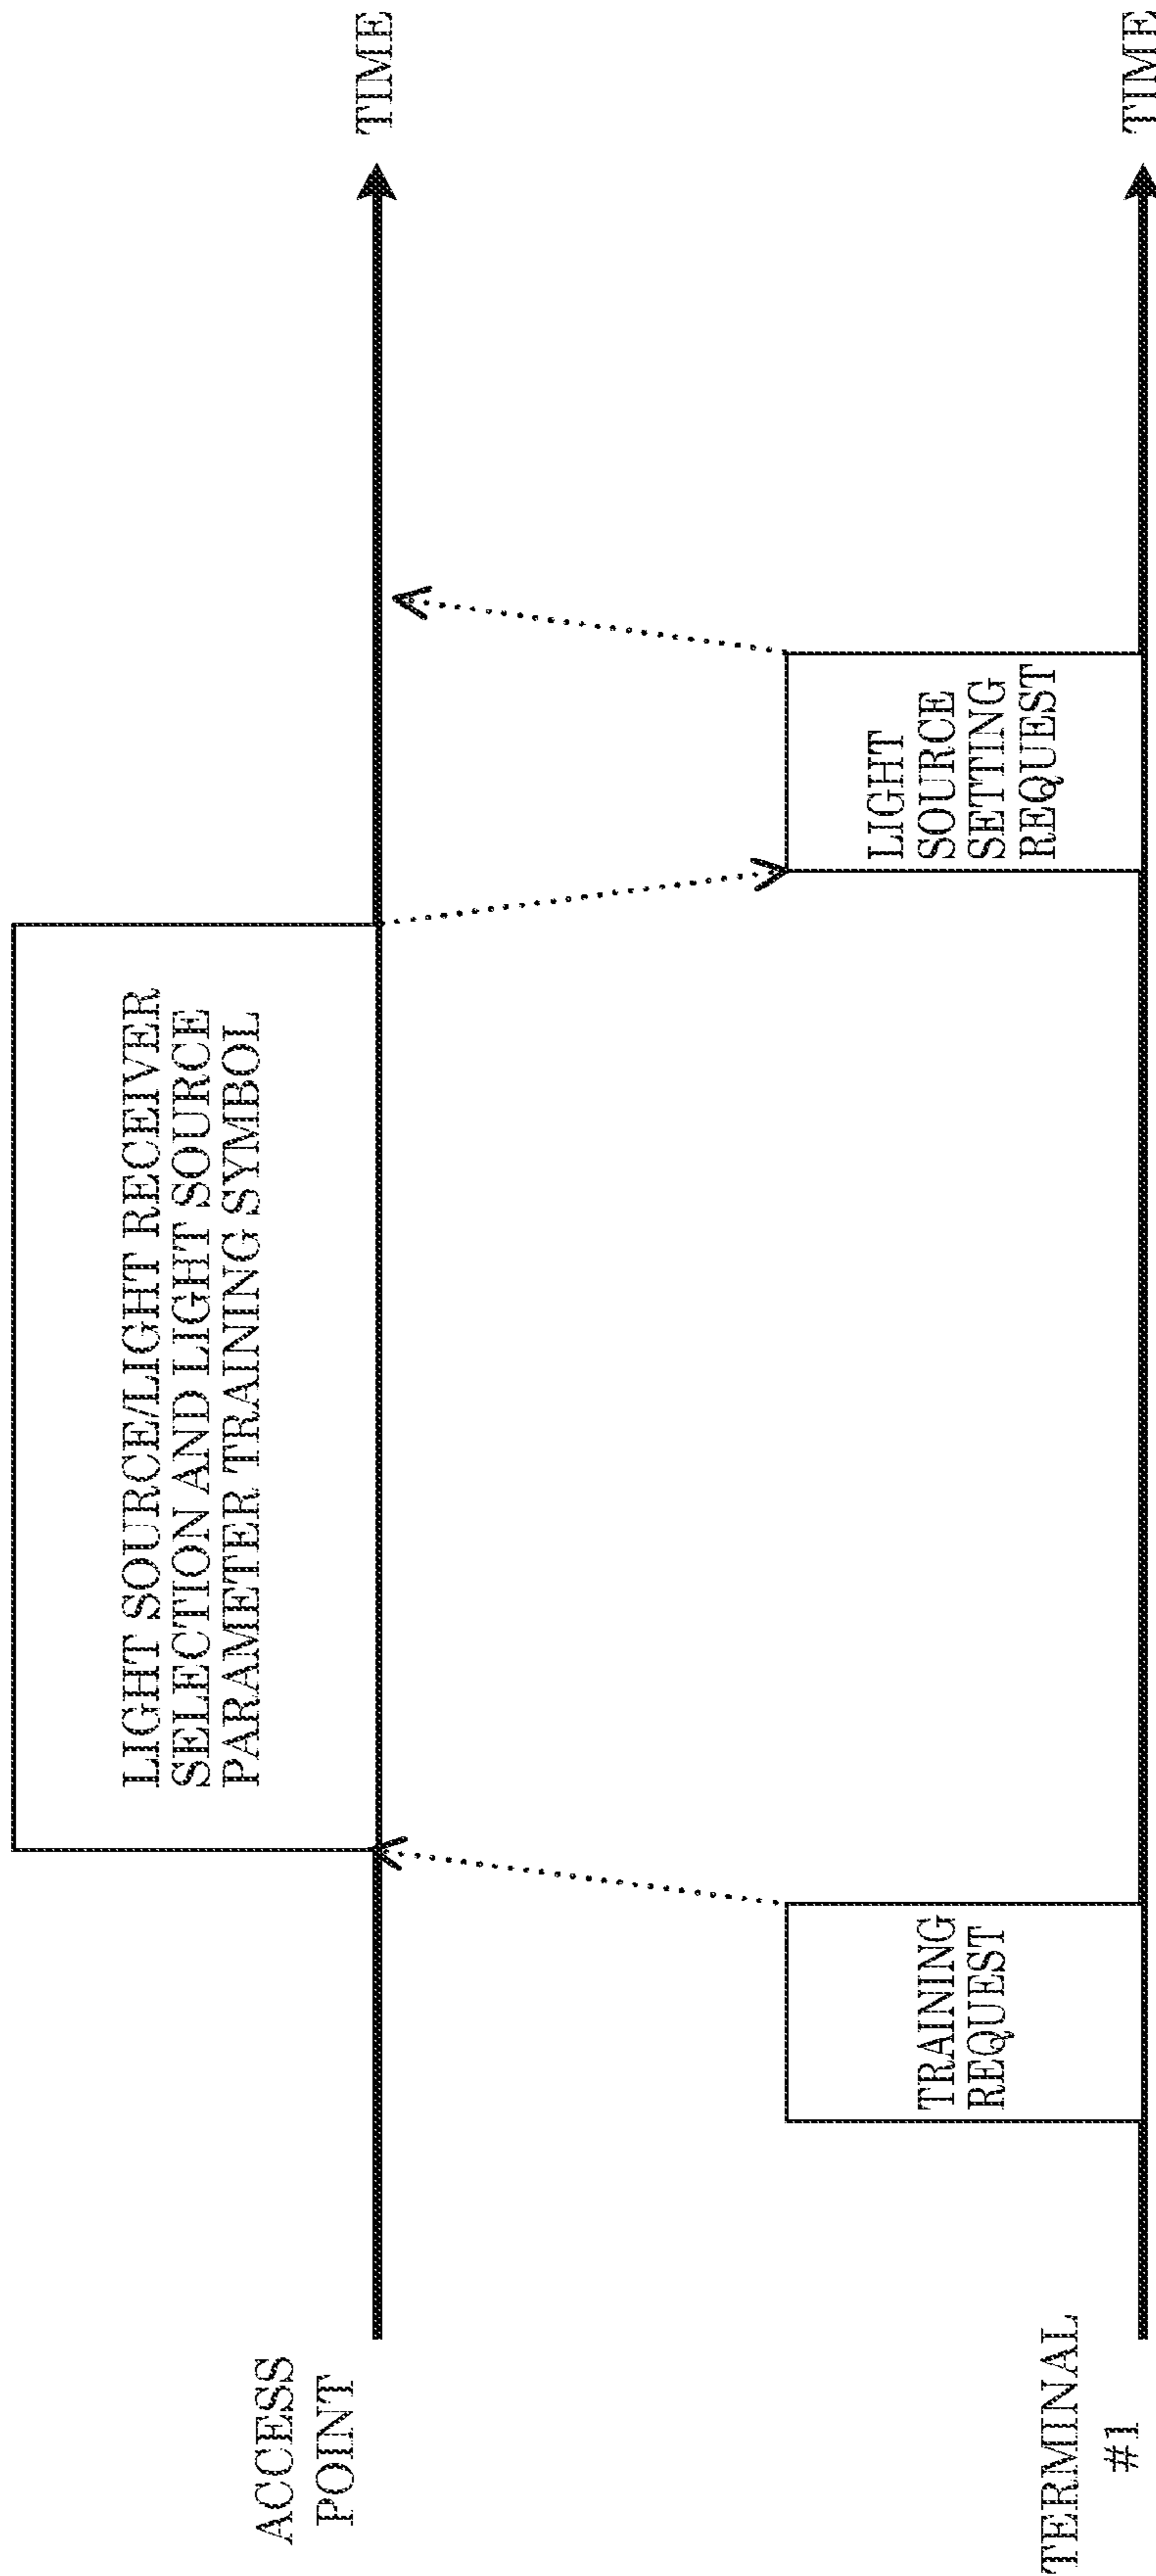 ACCESS
POINT
LIGHT SOURCE/LIGHT RECEIVER
SELECTION AND LIGHT SOURCE
PARAMETER TRAINING SYMBOL
TIME
TERMINAL
#1
TRAINING
REQUEST
LIGHT
SOURCE
SETTING
REQUEST
TIME